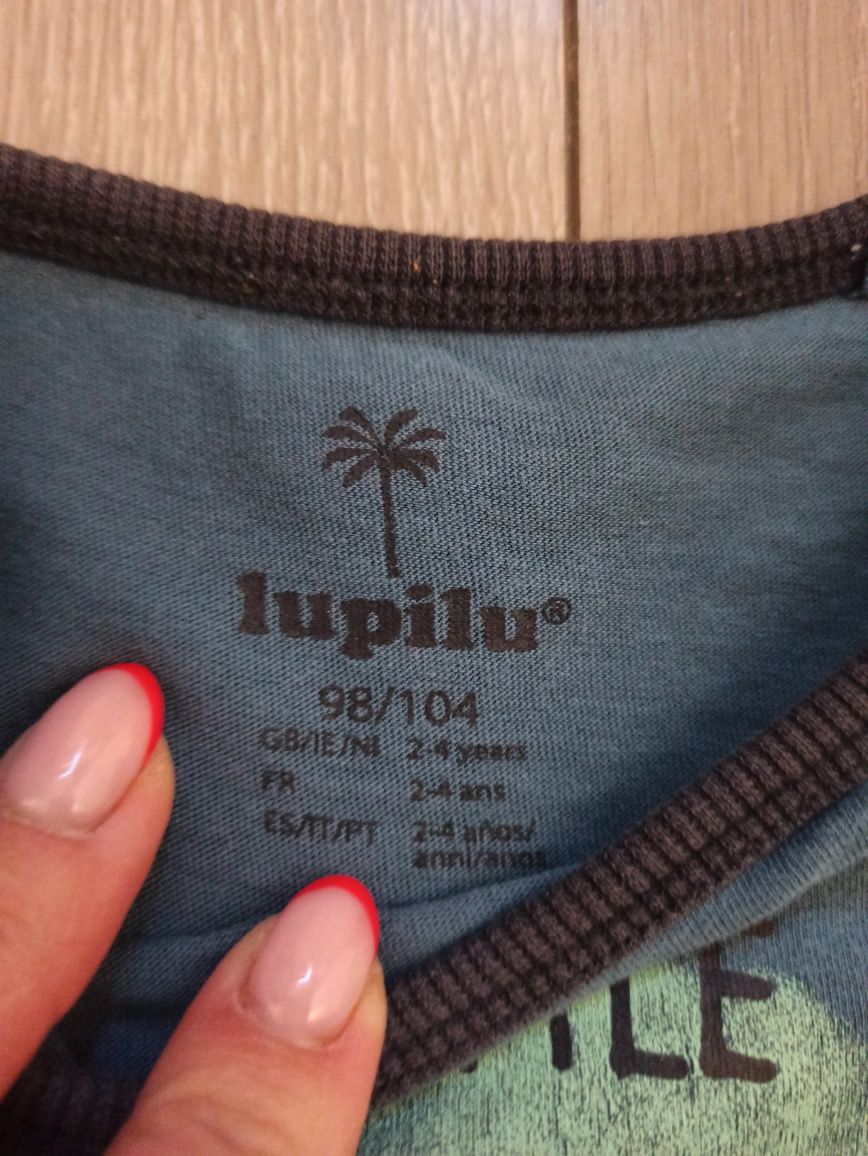 lupilu®
98/104
GB/IE/NI 2-4 years
FR 2-4 ans
ES/IT/PT 2-4 años/
anni/anos
ILE